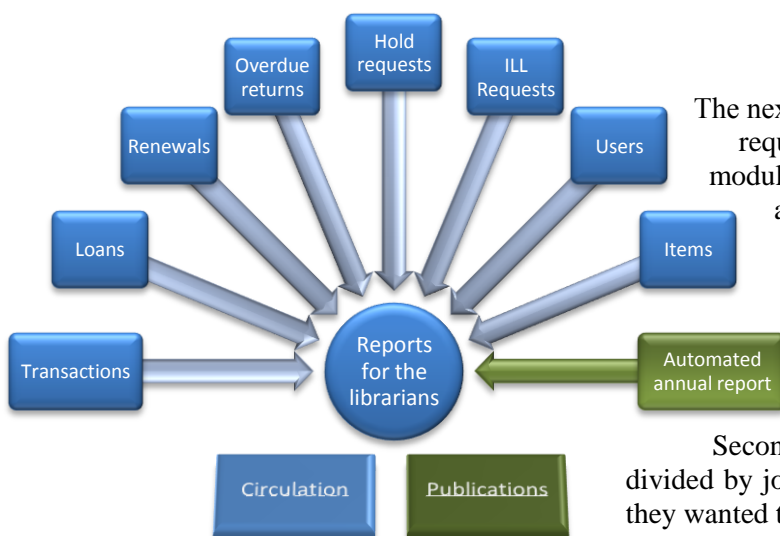 Hold
requests
Overdue
returns
ILL
Requests
Renewals
Users
Loans
Items
Transactions
Reports
for the
librarians
Automated
annual report
Circulation
Publications
The nex
requ
modul
a
Secon
divided by jo
they wanted t